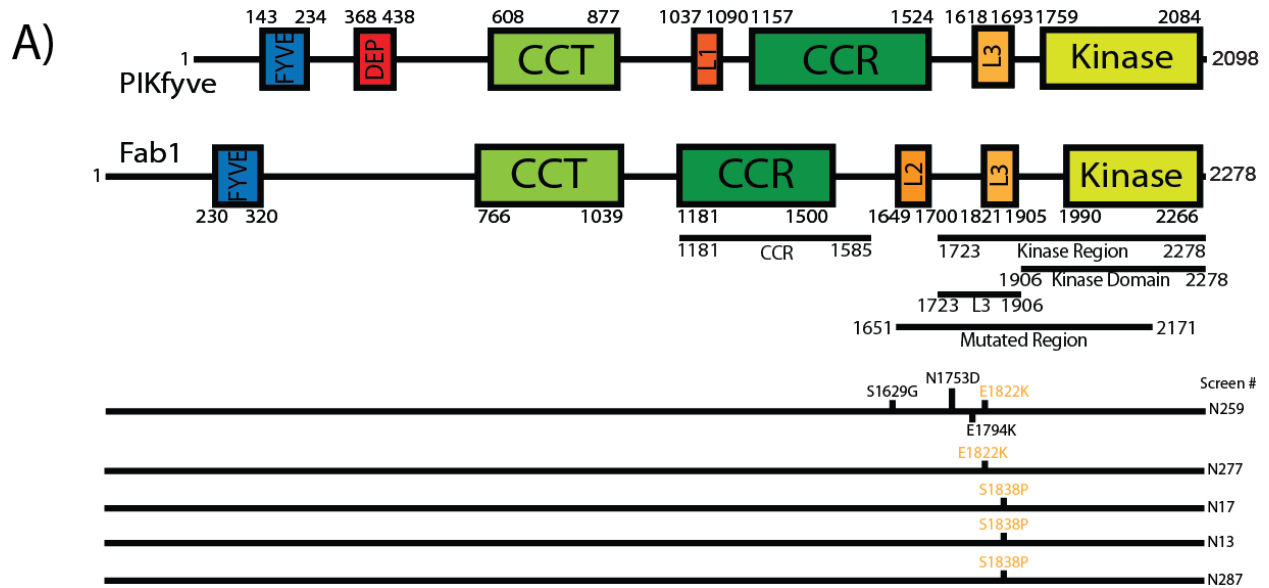 A)
143 234 368 438 608 877 1037 1090 1157 1524 1618 1693 1759 2084
1 FYVE DEP CCT L1 CCR L3 Kinase 2098
PIKfyve
Fab1
1 FYVE CCT CCR L2 L3 Kinase 2278
230 320 766 1039 1181 1500 1649 1700 1821 1905 1990 2266
1181 CCR 1585 1723 Kinase Region 2278
1906 Kinase Domain 2278
1723 L3 1906
1651 2171
Mutated Region
N1753D Screen #
S1629G E1822K
N259
E1794K
E1822K
N277
S1838P
N17
S1838P
N13
S1838P
N287